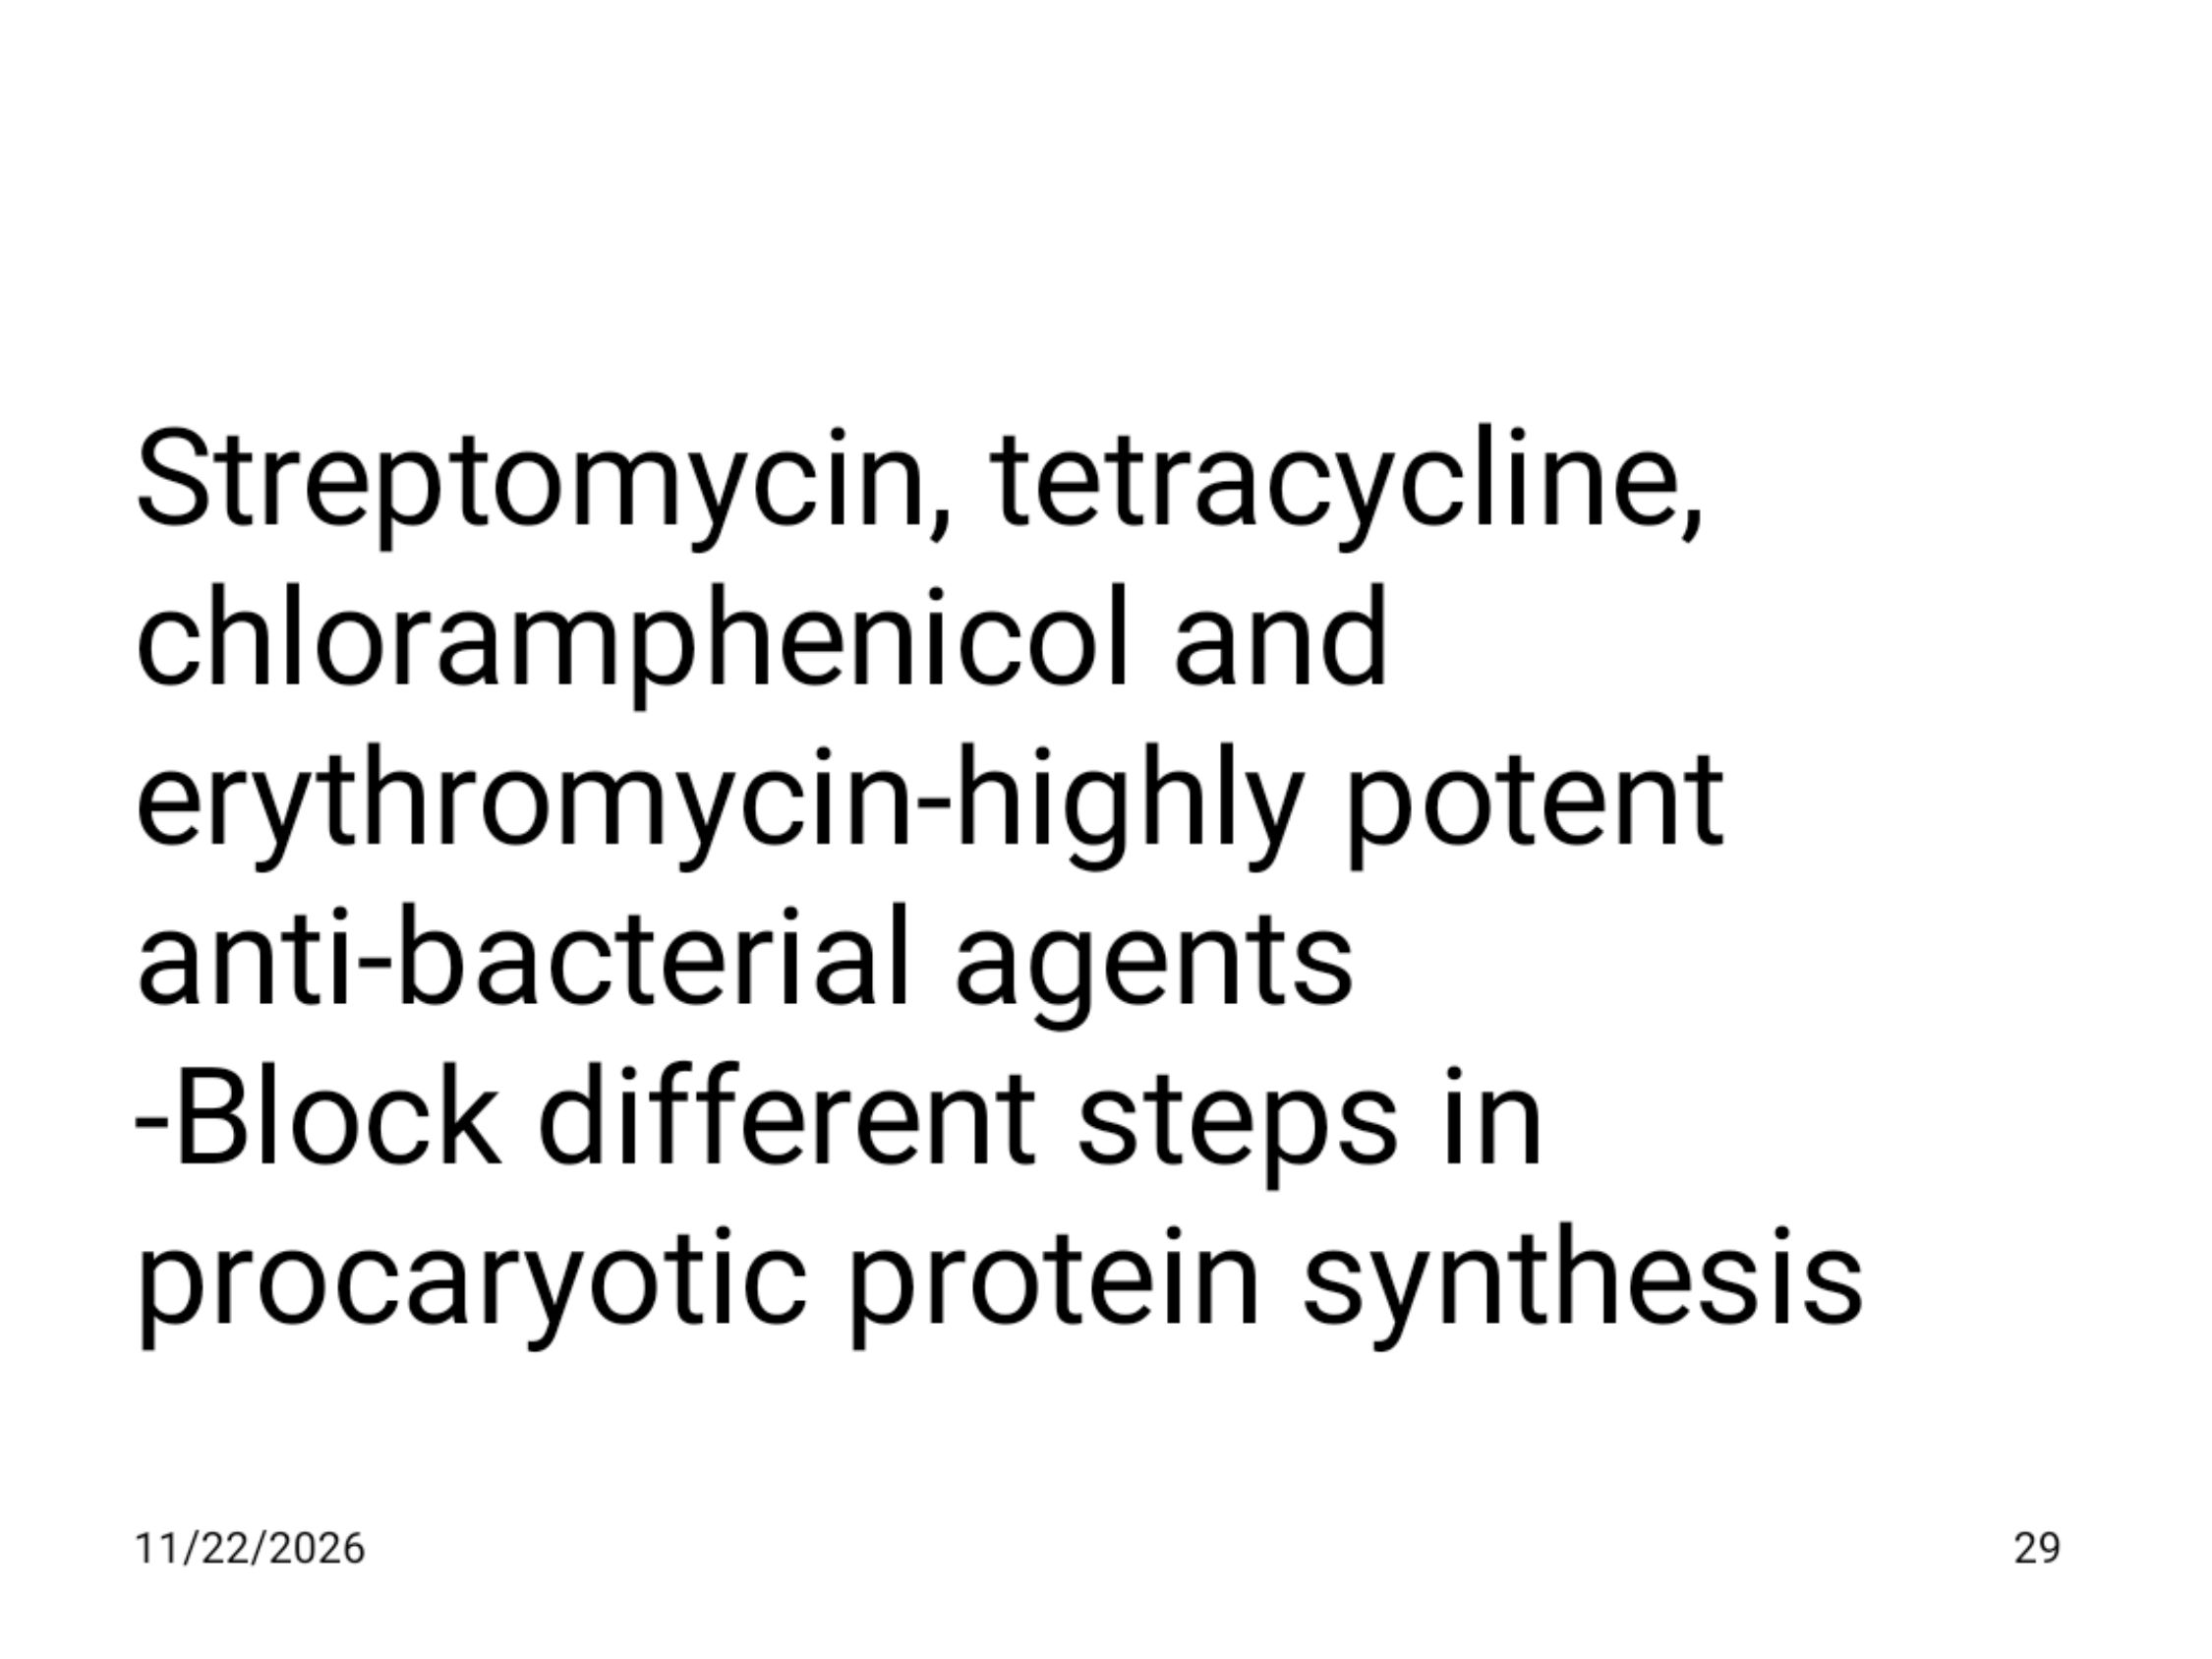 Streptomycin, tetracycline,
chloramphenicol and
erythromycin-highly potent
anti-bacterial agents
-Block different steps in
procaryotic protein synthesis
11/22/2026
29